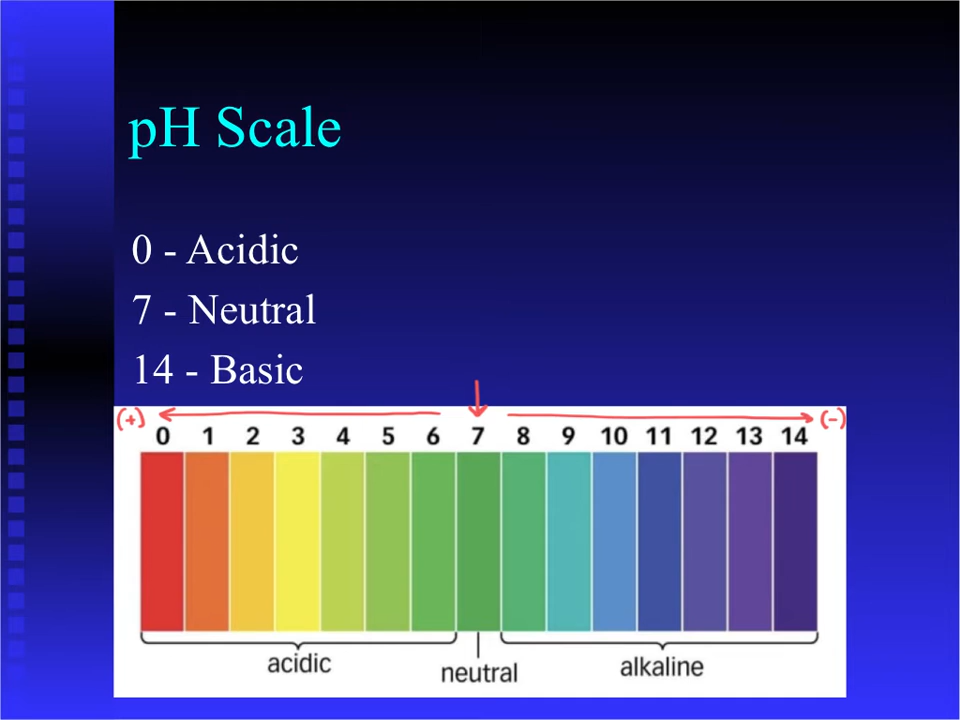 pH Scale
0 - Acidic
7 - Neutral
14 - Basic
(+) (-)
0 1 2 3 4 5 6 7 8 9 10 11 12 13 14
acidic neutral alkaline